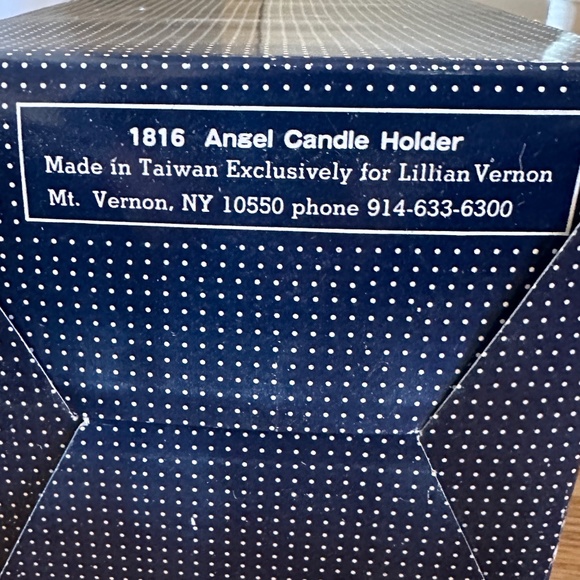 1816 Angel Candle Holder
Made in Taiwan Exclusively for Lillian Vernon
Mt. Vernon, NY 10550 phone 914-633-6300